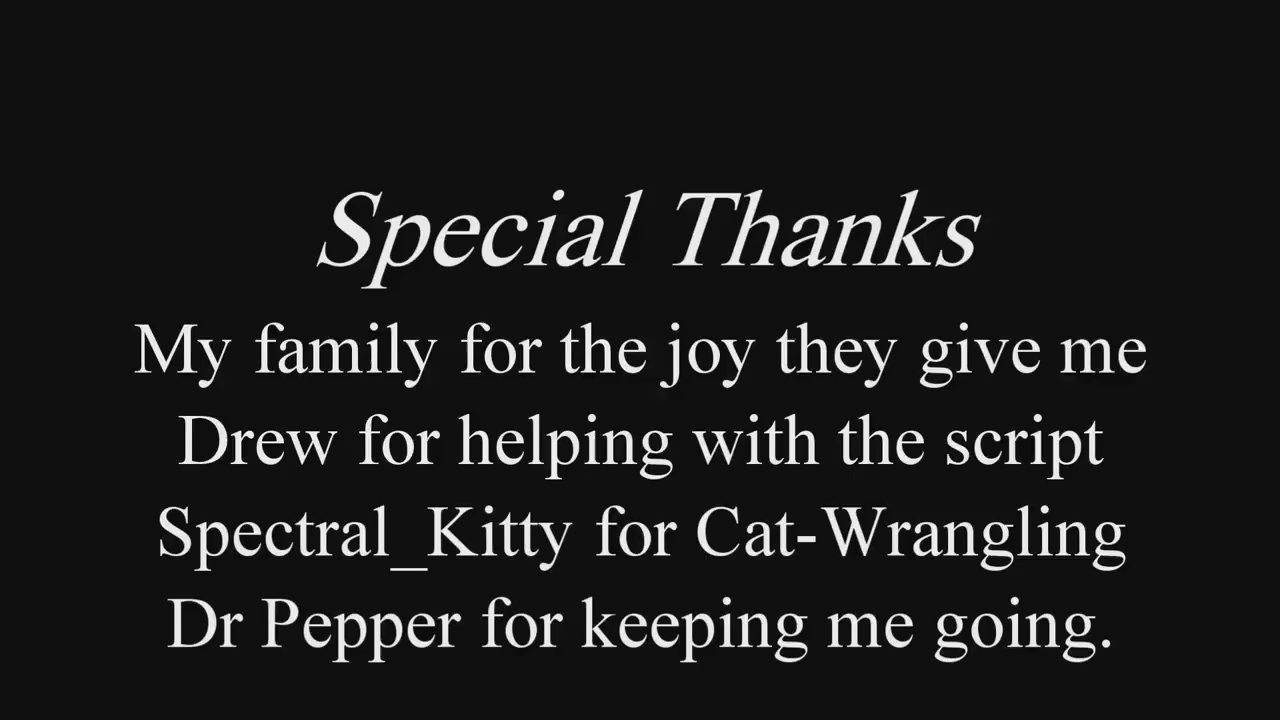 Special Thanks
My family for the joy they give me
Drew for helping with the script
Spectral_Kitty for Cat-Wrangling
Dr Pepper for keeping me going.